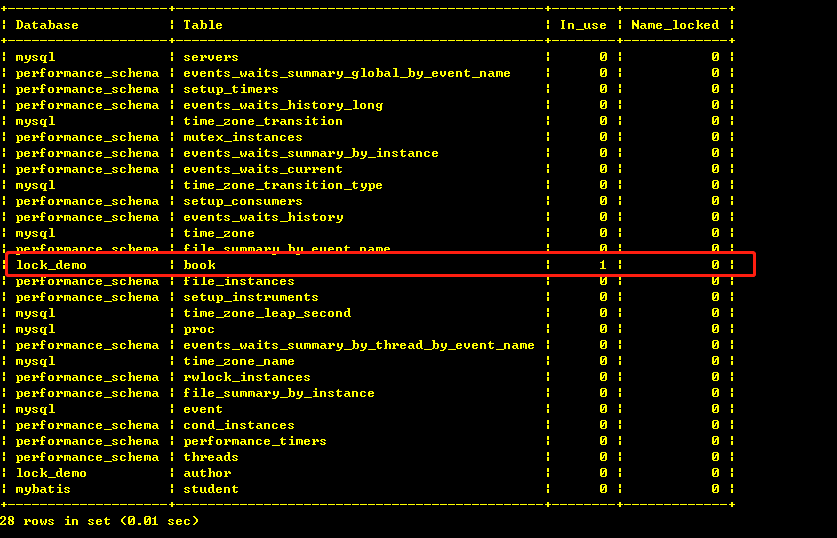 Database | Table | In_use | Name_locked
mysql | servers | 0 | 0
performance_schema | events_waits_summary_global_by_event_name | 0 | 0
performance_schema | setup_timers | 0 | 0
performance_schema | events_waits_history_long | 0 | 0
mysql | time_zone_transition | 0 | 0
performance_schema | mutex_instances | 0 | 0
performance_schema | events_waits_summary_by_instance | 0 | 0
performance_schema | events_waits_current | 0 | 0
mysql | time_zone_transition_type | 0 | 0
performance_schema | setup_consumers | 0 | 0
performance_schema | events_waits_history | 0 | 0
mysql | time_zone | 0 | 0
performance_schema | file_summary_by_event_name | 0 | 0
lock_demo | book | 1 | 0
performance_schema | file_instances | 0 | 0
performance_schema | setup_instruments | 0 | 0
mysql | time_zone_leap_second | 0 | 0
mysql | proc | 0 | 0
performance_schema | events_waits_summary_by_thread_by_event_name | 0 | 0
mysql | time_zone_name | 0 | 0
performance_schema | rwlock_instances | 0 | 0
performance_schema | file_summary_by_instance | 0 | 0
mysql | event | 0 | 0
performance_schema | cond_instances | 0 | 0
performance_schema | performance_timers | 0 | 0
performance_schema | threads | 0 | 0
lock_demo | author | 0 | 0
mybatis | student | 0 | 0
28 rows in set (0.01 sec)